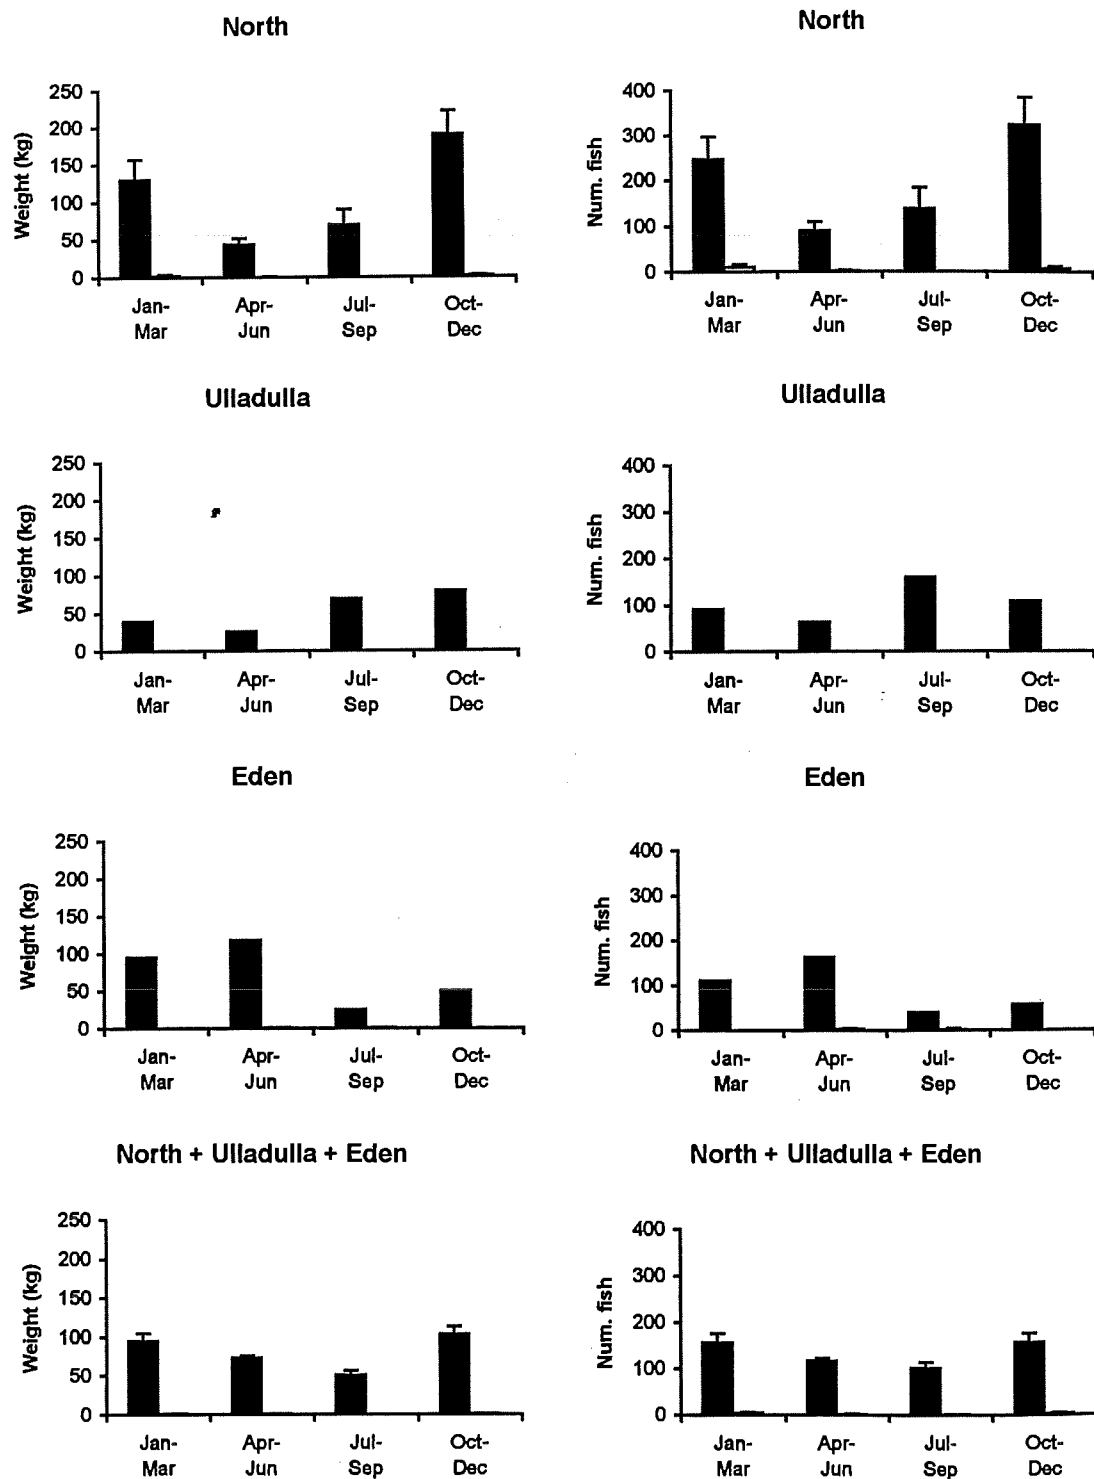 North
North
250
200
150
100
50
0
Weight (kg)
Jan-
Mar
Apr-
Jun
Jul-
Sep
Oct-
Dec
400
300
200
100
0
Num. fish
Jan-
Mar
Apr-
Jun
Jul-
Sep
Oct-
Dec
Ulladulla
Ulladulla
250
200
150
100
50
0
Weight (kg)
Jan-
Mar
Apr-
Jun
Jul-
Sep
Oct-
Dec
400
300
200
100
0
Num. fish
Jan-
Mar
Apr-
Jun
Jul-
Sep
Oct-
Dec
Eden
Eden
250
200
150
100
50
0
Weight (kg)
Jan-
Mar
Apr-
Jun
Jul-
Sep
Oct-
Dec
400
300
200
100
0
Num. fish
Jan-
Mar
Apr-
Jun
Jul-
Sep
Oct-
Dec
North + Ulladulla + Eden
North + Ulladulla + Eden
250
200
150
100
50
0
Weight (kg)
Jan-
Mar
Apr-
Jun
Jul-
Sep
Oct-
Dec
400
300
200
100
0
Num. fish
Jan-
Mar
Apr-
Jun
Jul-
Sep
Oct-
Dec